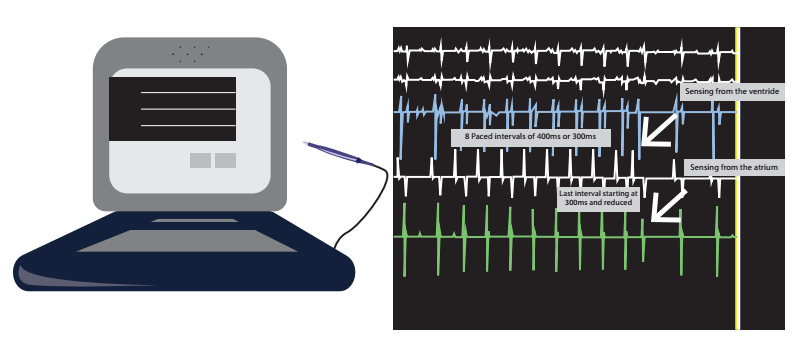 Sensing from the ventride
8 Paced intervals of 400ms or 300ms
Sensing from the atrium
Last interval starting at
300ms and reduced